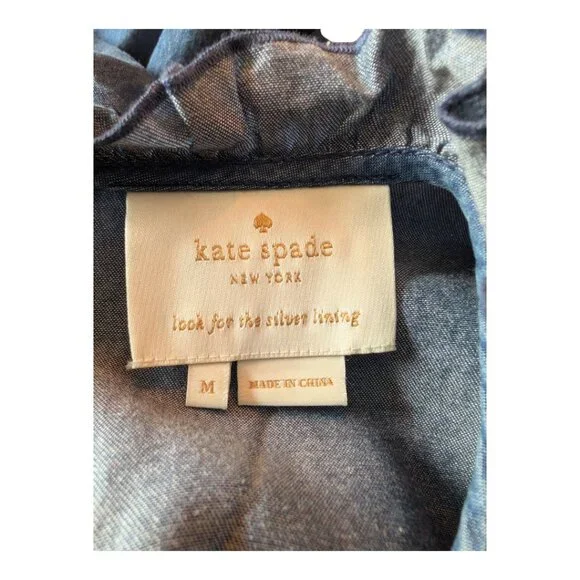 kate spade
NEW YORK
look for the silver lining
M
MADE IN CHINA